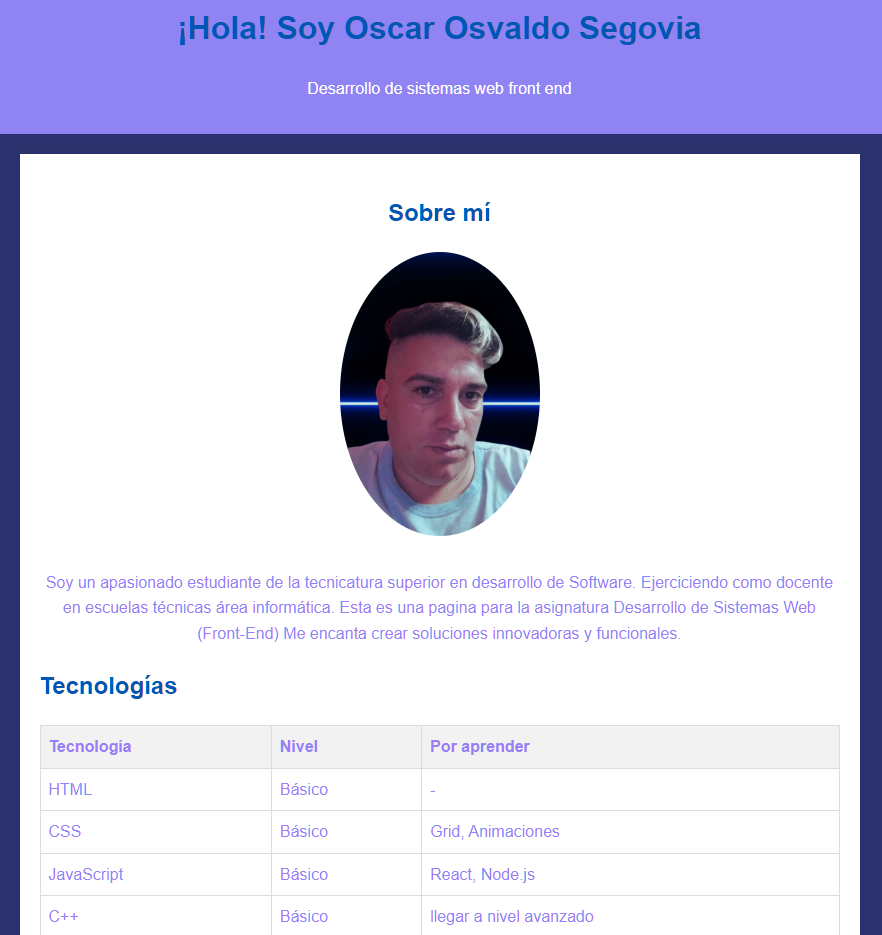 ¡Hola! Soy Oscar Osvaldo Segovia
Desarrollo de sistemas web front end
Sobre mí
Soy un apasionado estudiante de la tecnicatura superior en desarrollo de Software. Ejerciciendo como docente
en escuelas técnicas área informática. Esta es una pagina para la asignatura Desarrollo de Sistemas Web
(Front-End) Me encanta crear soluciones innovadoras y funcionales.
Tecnologías
Tecnología Nivel Por aprender
HTML Básico -
CSS Básico Grid, Animaciones
JavaScript Básico React, Node.js
C++ Básico llegar a nivel avanzado